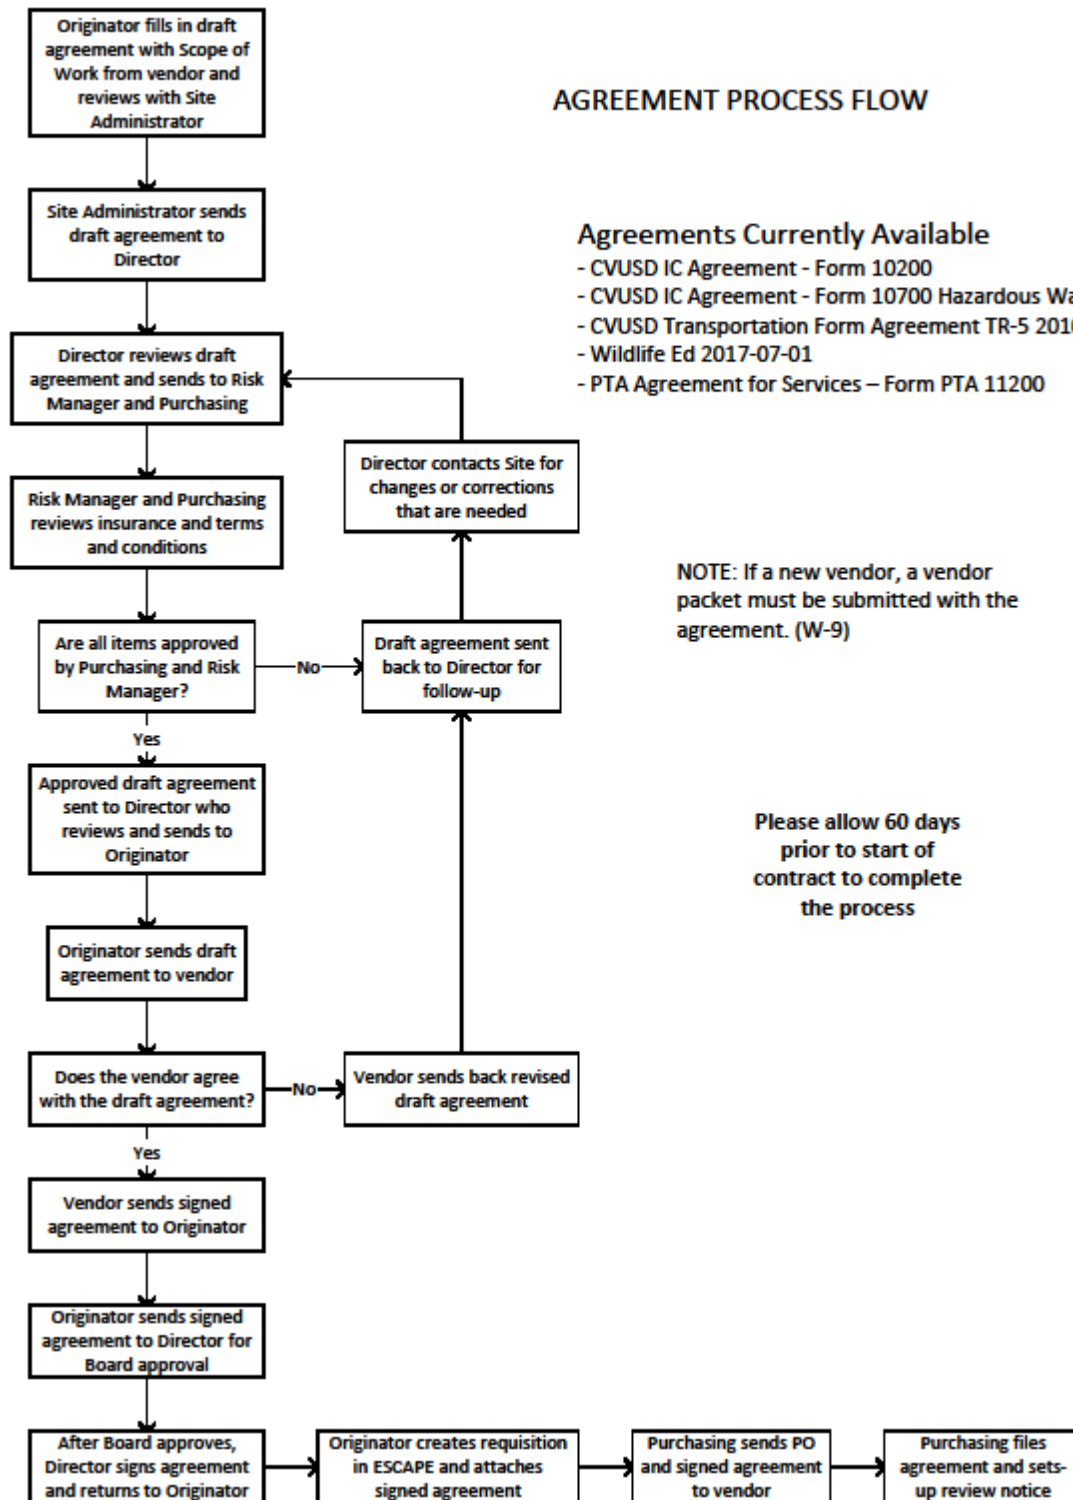 Originator fills in draft
agreement with Scope of
Work from vendor and
reviews with Site
Administrator
AGREEMENT PROCESS FLOW
Site Administrator sends
draft agreement to
Director
Agreements Currently Available
- CVUSD IC Agreement - Form 10200
- CVUSD IC Agreement - Form 10700 Hazardous Wa
- CVUSD Transportation Form Agreement TR-5 201
- Wildlife Ed 2017-07-01
- PTA Agreement for Services – Form PTA 11200
Director reviews draft
agreement and sends to Risk
Manager and Purchasing
Director contacts Site for
changes or corrections
that are needed
Risk Manager and Purchasing
reviews insurance and terms
and conditions
NOTE: If a new vendor, a vendor
packet must be submitted with the
agreement. (W-9)
Are all items approved
by Purchasing and Risk
Manager?
No
Draft agreement sent
back to Director for
follow-up
Yes
Approved draft agreement
sent to Director who
reviews and sends to
Originator
Please allow 60 days
prior to start of
contract to complete
the process
Originator sends draft
agreement to vendor
Does the vendor agree
with the draft agreement?
No
Vendor sends back revised
draft agreement
Yes
Vendor sends signed
agreement to Originator
Originator sends signed
agreement to Director for
Board approval
After Board approves,
Director signs agreement
and returns to Originator
Originator creates requisition
in ESCAPE and attaches
signed agreement
Purchasing sends PO
and signed agreement
to vendor
Purchasing files
agreement and sets-
up review notice